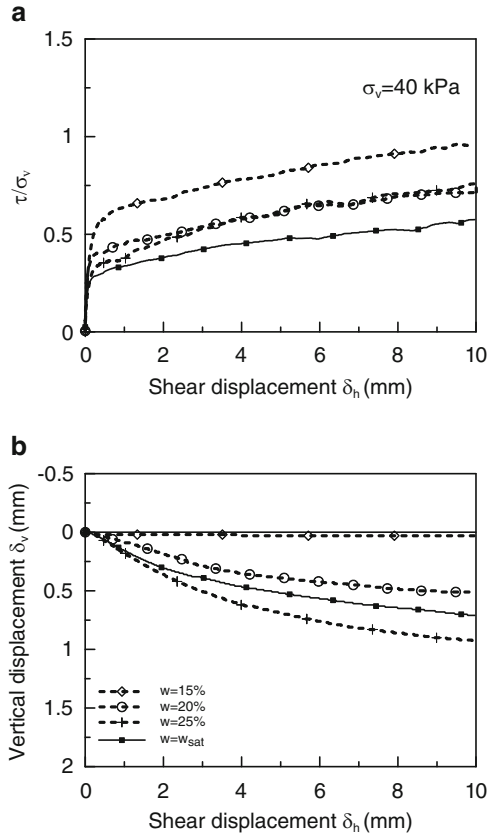 a
1.5
σv=40 kPa
1
τ/σv
0.5
0
0 2 4 6 8 10
Shear displacement δh (mm)
b
-0.5
0
Vertical displacement δv (mm)
0.5
1
1.5
w=15%
w=20%
w=25%
w=wsat
2
0 2 4 6 8 10
Shear displacement δh (mm)